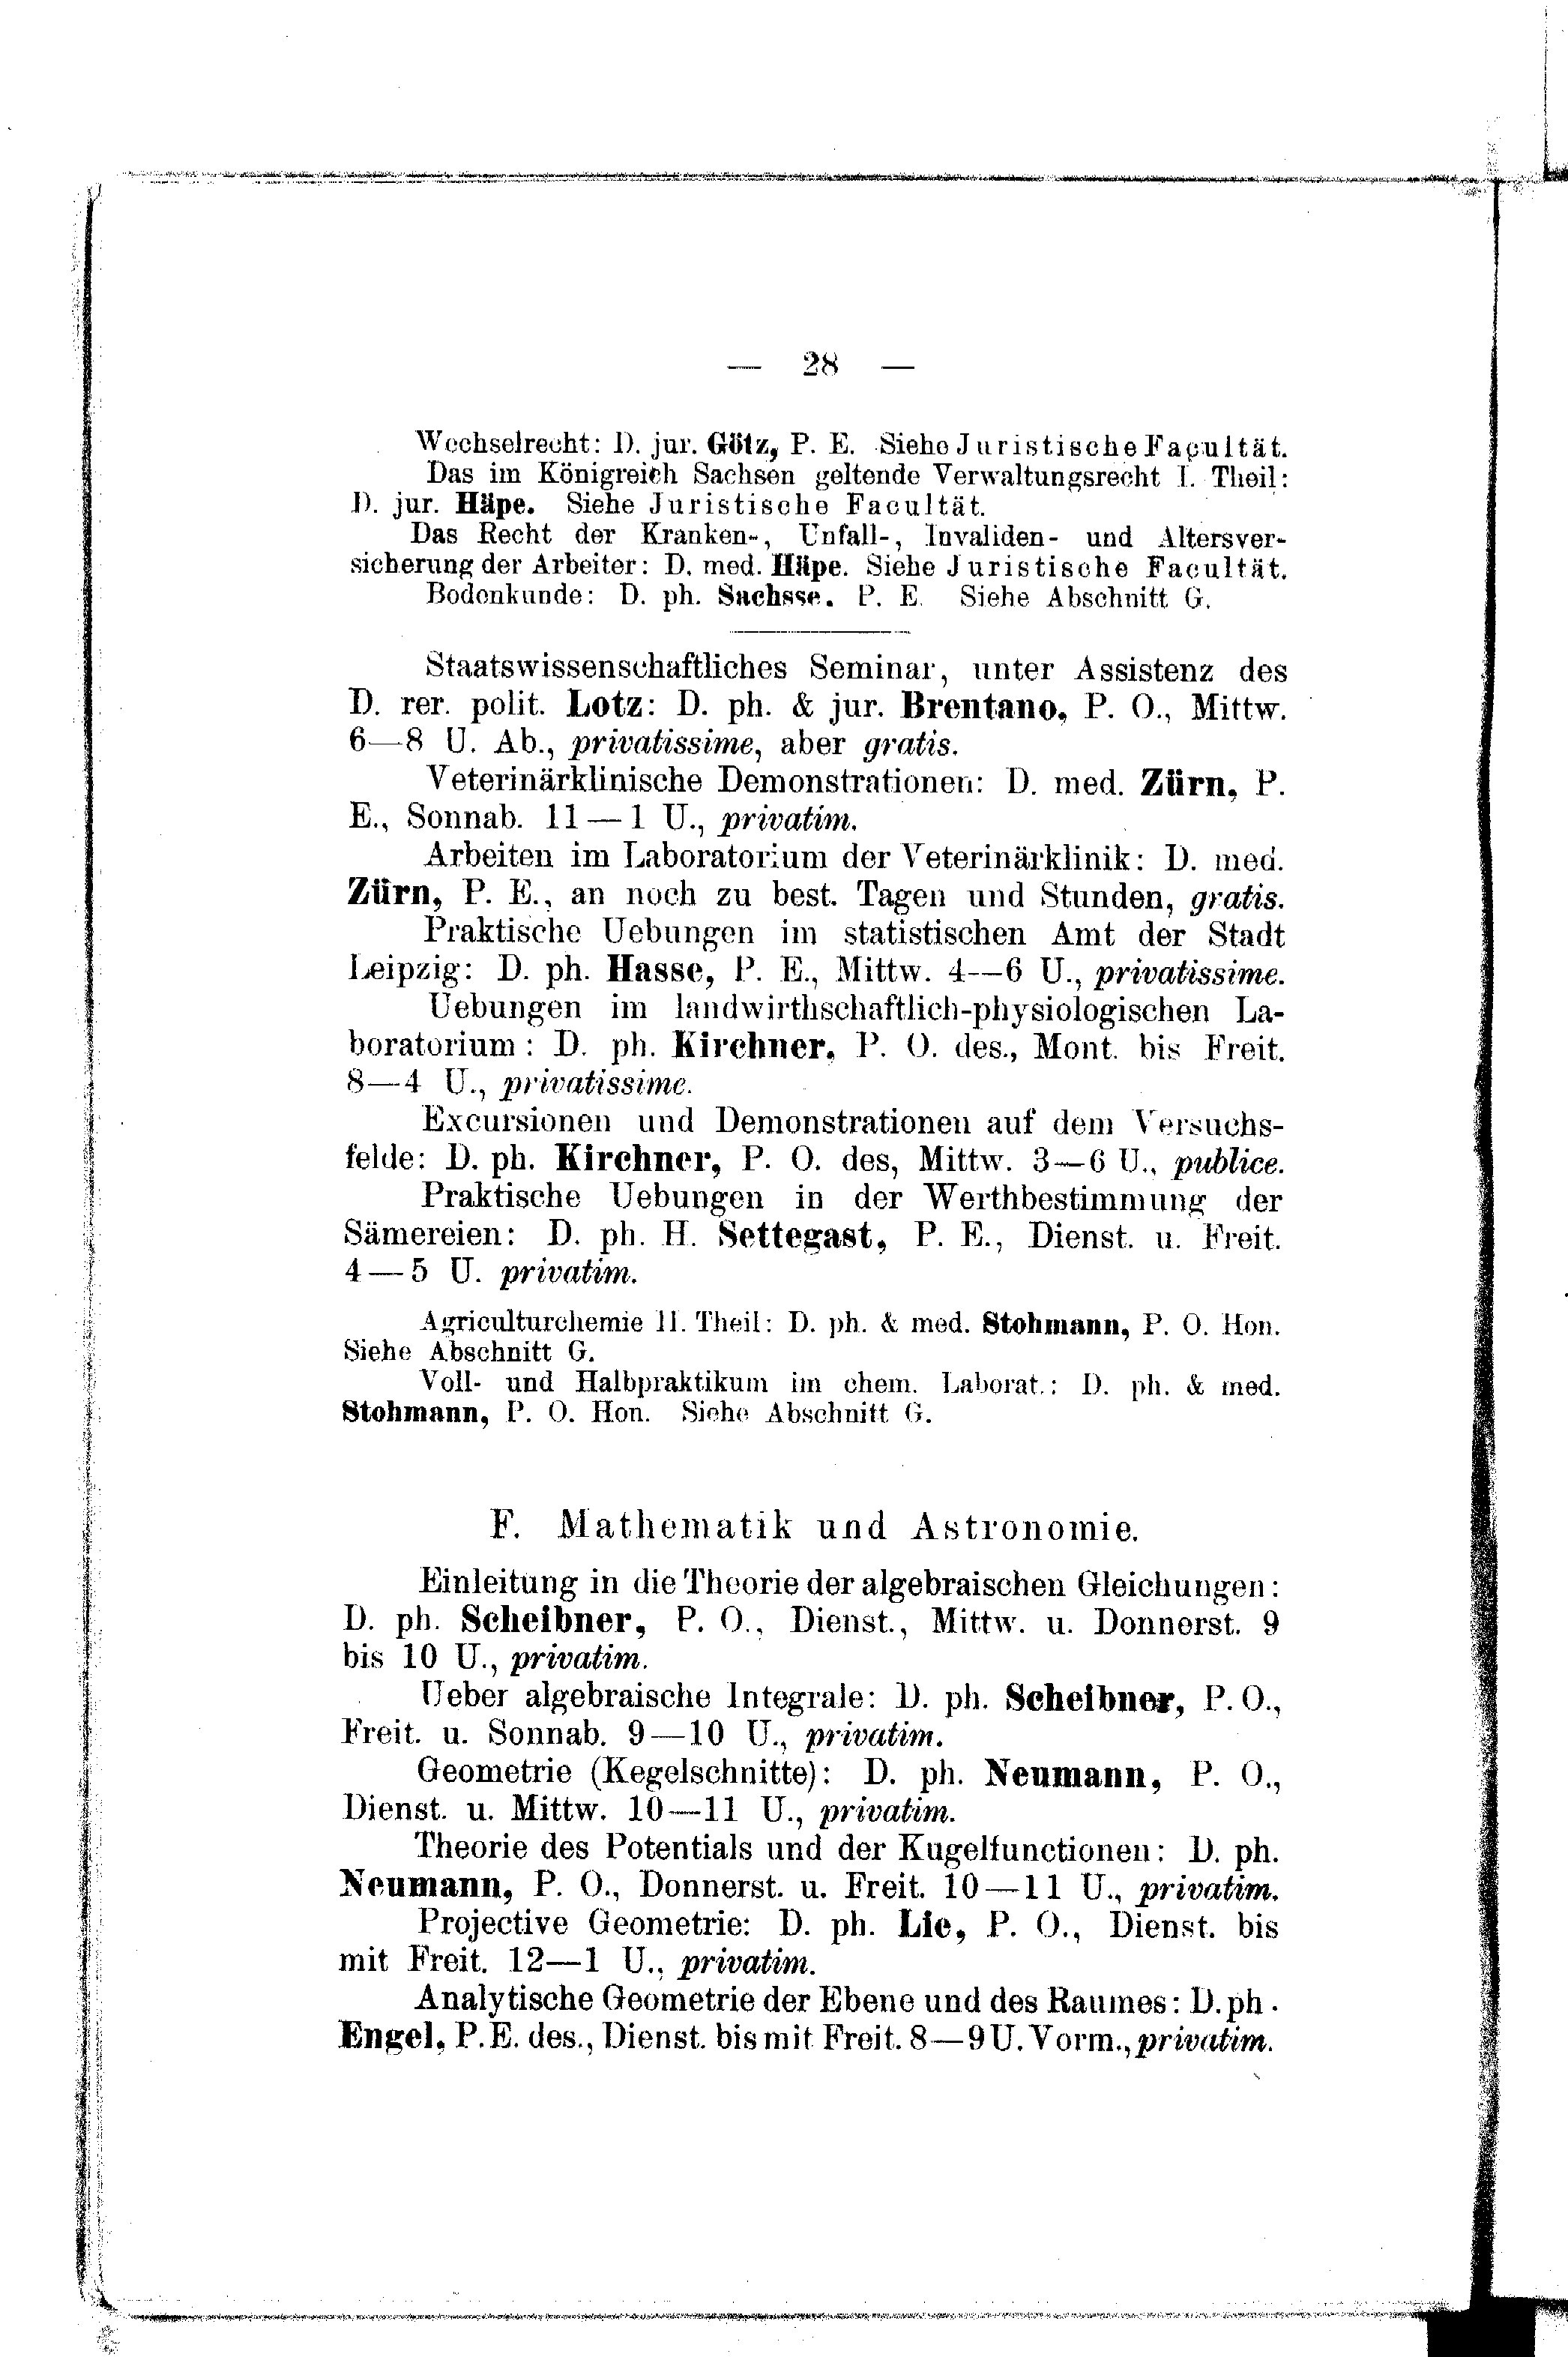 — 28 —
Wechselrecht: D. jur. Götz, P. E. Siehe Juristische Facultät.
Das im Königreich Sachsen geltende Verwaltungsrecht I. Theil:
D. jur. Häpe. Siehe Juristische Facultät.
Das Recht der Kranken-, Unfall-, Invaliden- und Altersver-
sicherung der Arbeiter: D. med. Häpe. Siehe Juristische Facultät.
Bodenkunde: D. ph. Sachsse. P. E. Siehe Abschnitt G.
Staatswissenschaftliches Seminar, unter Assistenz des
D. rer. polit. Lotz: D. ph. & jur. Brentano, P. O., Mittw.
6—8 U. Ab., privatissime, aber gratis.
Veterinärklinische Demonstrationen: D. med. Zürn, P.
E., Sonnab. 11—1 U., privatim.
Arbeiten im Laboratorium der Veterinärklinik: D. med.
Zürn, P. E., an noch zu best. Tagen und Stunden, gratis.
Praktische Uebungen im statistischen Amt der Stadt
Leipzig: D. ph. Hasse, P. E., Mittw. 4—6 U., privatissime.
Uebungen im landwirthschaftlich-physiologischen La-
boratorium: D. ph. Kirchner, P. O. des., Mont. bis Freit.
8—4 U., privatissime.
Excursionen und Demonstrationen auf dem Versuchs-
felde: D. ph. Kirchner, P. O. des, Mittw. 3—6 U., publice.
Praktische Uebungen in der Werthbestimmung der
Sämereien: D. ph. H. Settegast, P. E., Dienst. u. Freit.
4—5 U. privatim.
Agriculturchemie II. Theil: D. ph. & med. Stohmann, P. O. Hon.
Siehe Abschnitt G.
Voll- und Halbpraktikum im chem. Laborat.: D. ph. & med.
Stohmann, P. O. Hon. Siehe Abschnitt G.
F. Mathematik und Astronomie.
Einleitung in die Theorie der algebraischen Gleichungen:
D. ph. Scheibner, P. O., Dienst., Mittw. u. Donnerst. 9
bis 10 U., privatim.
Ueber algebraische Integrale: D. ph. Scheibner, P. O.,
Freit. u. Sonnab. 9—10 U., privatim.
Geometrie (Kegelschnitte): D. ph. Neumann, P. O.,
Dienst. u. Mittw. 10—11 U., privatim.
Theorie des Potentials und der Kugelfunctionen: D. ph.
Neumann, P. O., Donnerst. u. Freit. 10—11 U., privatim.
Projective Geometrie: D. ph. Lie, P. O., Dienst. bis
mit Freit. 12—1 U., privatim.
Analytische Geometrie der Ebene und des Raumes: D. ph.
Engel, P. E. des., Dienst. bis mit Freit. 8—9 U. Vorm., privatim.